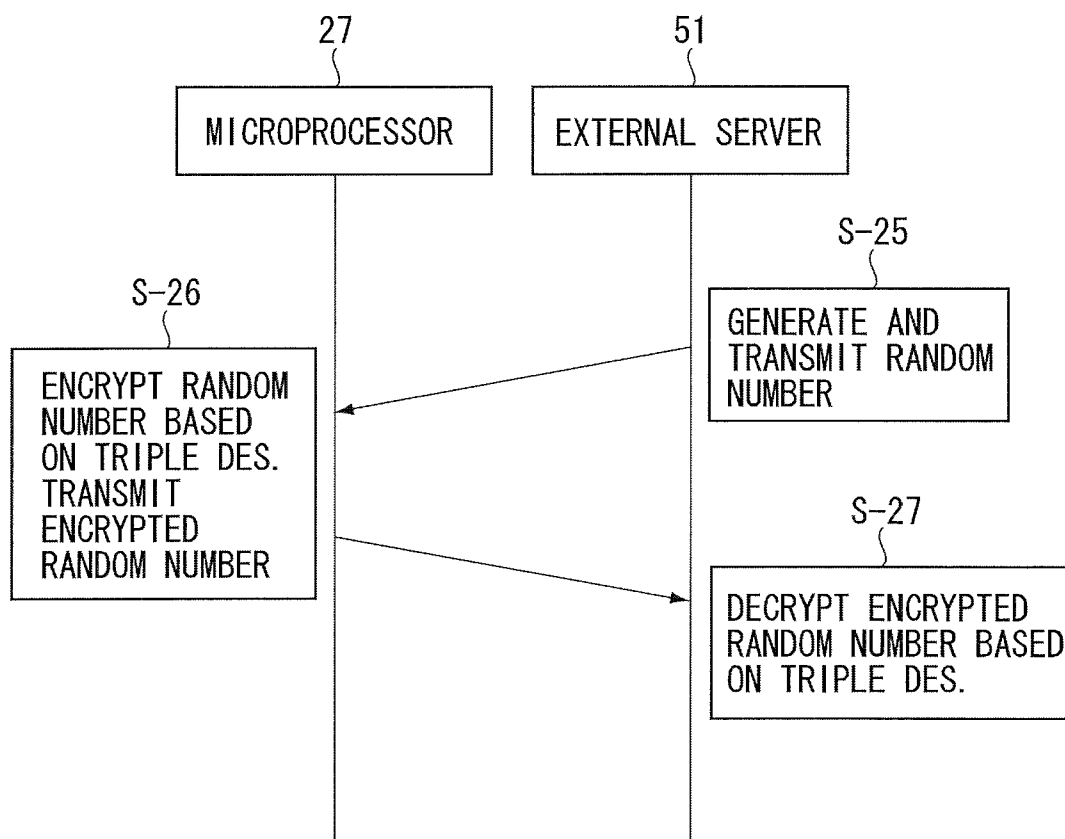 27
51
MICROPROCESSOR
EXTERNAL SERVER
S-25
GENERATE AND
TRANSMIT RANDOM
NUMBER
S-26
ENCRYPT RANDOM
NUMBER BASED
ON TRIPLE DES.
TRANSMIT
ENCRYPTED
RANDOM NUMBER
S-27
DECRYPT ENCRYPTED
RANDOM NUMBER BASED
ON TRIPLE DES.